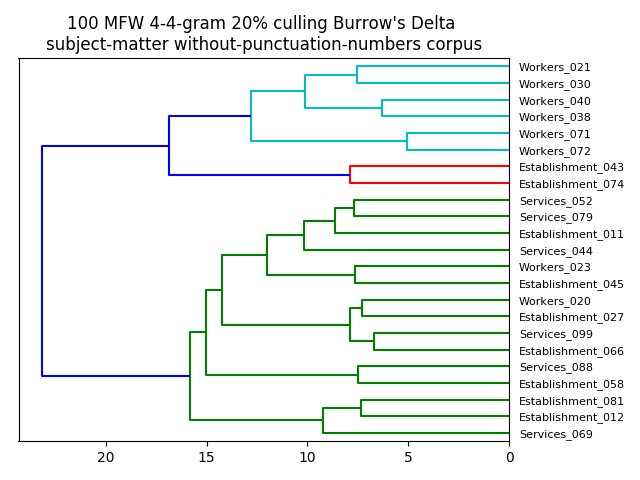 100 MFW 4-4-gram 20% culling Burrow's Delta
subject-matter without-punctuation-numbers corpus
Workers_021
Workers_030
Workers_040
Workers_038
Workers_071
Workers_072
Establishment_043
Establishment_074
Services_052
Services_079
Establishment_011
Services_044
Workers_023
Establishment_045
Workers_020
Establishment_027
Services_099
Establishment_066
Services_088
Establishment_058
Establishment_081
Establishment_012
Services_069
20 15 10 5 0